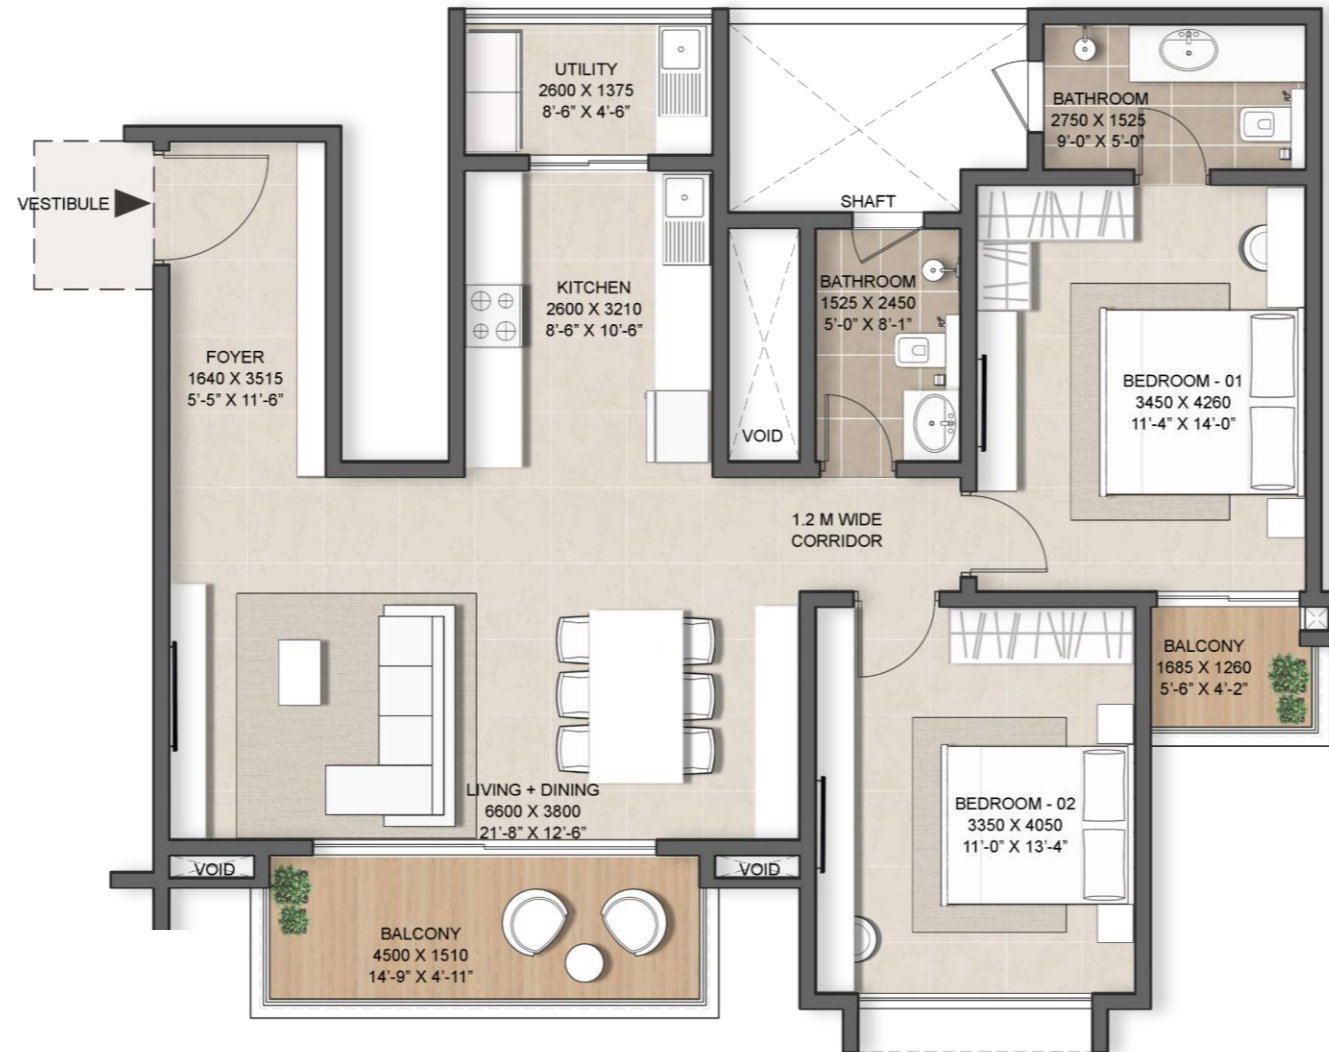 UTILITY
2600 X 1375
8'-6" X 4'-6"
BATHROOM
2750 X 1525
9'-0" X 5'-0"
VESTIBULE
SHAFT
KITCHEN
2600 X 3210
8'-6" X 10'-6"
BATHROOM
1525 X 2450
5'-0" X 8'-1"
FOYER
1640 X 3515
5'-5" X 11'-6"
BEDROOM - 01
3450 X 4260
11'-4" X 14'-0"
VOID
1.2 M WIDE
CORRIDOR
BALCONY
1685 X 1260
5'-6" X 4'-2"
LIVING + DINING
6600 X 3800
21'-8" X 12'-6"
BEDROOM - 02
3350 X 4050
11'-0" X 13'-4"
VOID
VOID
BALCONY
4500 X 1510
14'-9" X 4'-11"